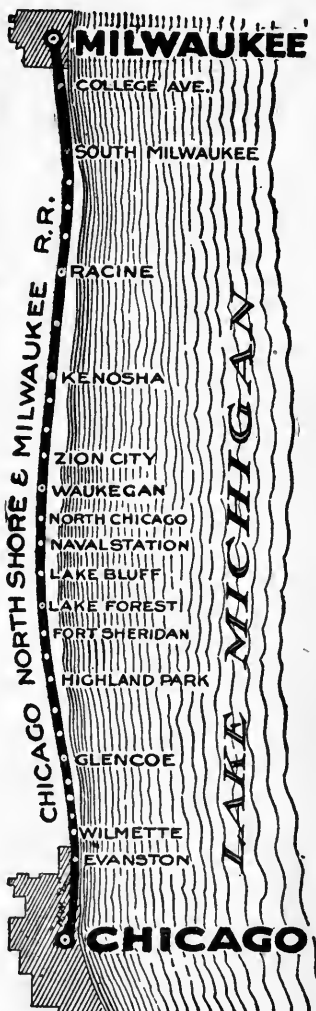 MILWAUKEE
COLLEGE AVE.
SOUTH MILWAUKEE
RACINE
KENOSHA
ZION CITY
WAUKEGAN
NORTH CHICAGO
NAVAL STATION
LAKE BLUFF
LAKE FOREST
FORT SHERIDAN
HIGHLAND PARK
GLENCOE
WILMETTE
EVANSTON
CHICAGO
CHICAGO NORTH SHORE & MILWAUKEE R.R.
LAKE MICHIGAN